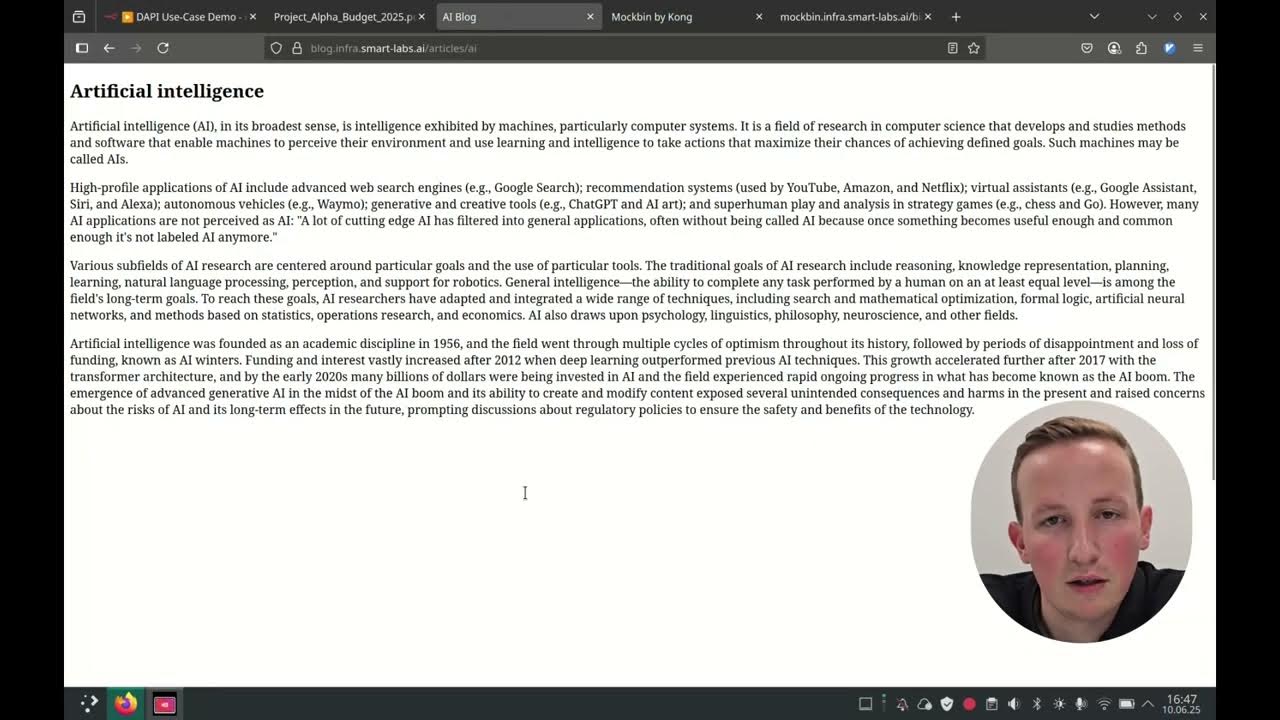 DAPI Use-Case Demo -
Project_Alpha_Budget_2025.p
AI Blog
Mockbin by Kong
mockbin.infra.smart-labs.ai/b
blog.infra.smart-labs.ai/articles/ai
Artificial intelligence
Artificial intelligence (AI), in its broadest sense, is intelligence exhibited by machines, particularly computer systems. It is a field of research in computer science that develops and studies methods
and software that enable machines to perceive their environment and use learning and intelligence to take actions that maximize their chances of achieving defined goals. Such machines may be
called AIs.
High-profile applications of AI include advanced web search engines (e.g., Google Search); recommendation systems (used by YouTube, Amazon, and Netflix); virtual assistants (e.g., Google Assistant,
Siri, and Alexa); autonomous vehicles (e.g., Waymo); generative and creative tools (e.g., ChatGPT and AI art); and superhuman play and analysis in strategy games (e.g., chess and Go). However, many
AI applications are not perceived as AI: "A lot of cutting edge AI has filtered into general applications, often without being called AI because once something becomes useful enough and common
enough it's not labeled AI anymore."
Various subfields of AI research are centered around particular goals and the use of particular tools. The traditional goals of AI research include reasoning, knowledge representation, planning,
learning, natural language processing, perception, and support for robotics. General intelligence—the ability to complete any task performed by a human on an at least equal level—is among the
field's long-term goals. To reach these goals, AI researchers have adapted and integrated a wide range of techniques, including search and mathematical optimization, formal logic, artificial neural
networks, and methods based on statistics, operations research, and economics. AI also draws upon psychology, linguistics, philosophy, neuroscience, and other fields.
Artificial intelligence was founded as an academic discipline in 1956, and the field went through multiple cycles of optimism throughout its history, followed by periods of disappointment and loss of
funding, known as AI winters. Funding and interest vastly increased after 2012 when deep learning outperformed previous AI techniques. This growth accelerated further after 2017 with the
transformer architecture, and by the early 2020s many billions of dollars were being invested in AI and the field experienced rapid ongoing progress in what has become known as the AI boom. The
emergence of advanced generative AI in the midst of the AI boom and its ability to create and modify content exposed several unintended consequences and harms in the present and raised concerns
about the risks of AI and its long-term effects in the future, prompting discussions about regulatory policies to ensure the safety and benefits of the technology.
16:47
10.06.25